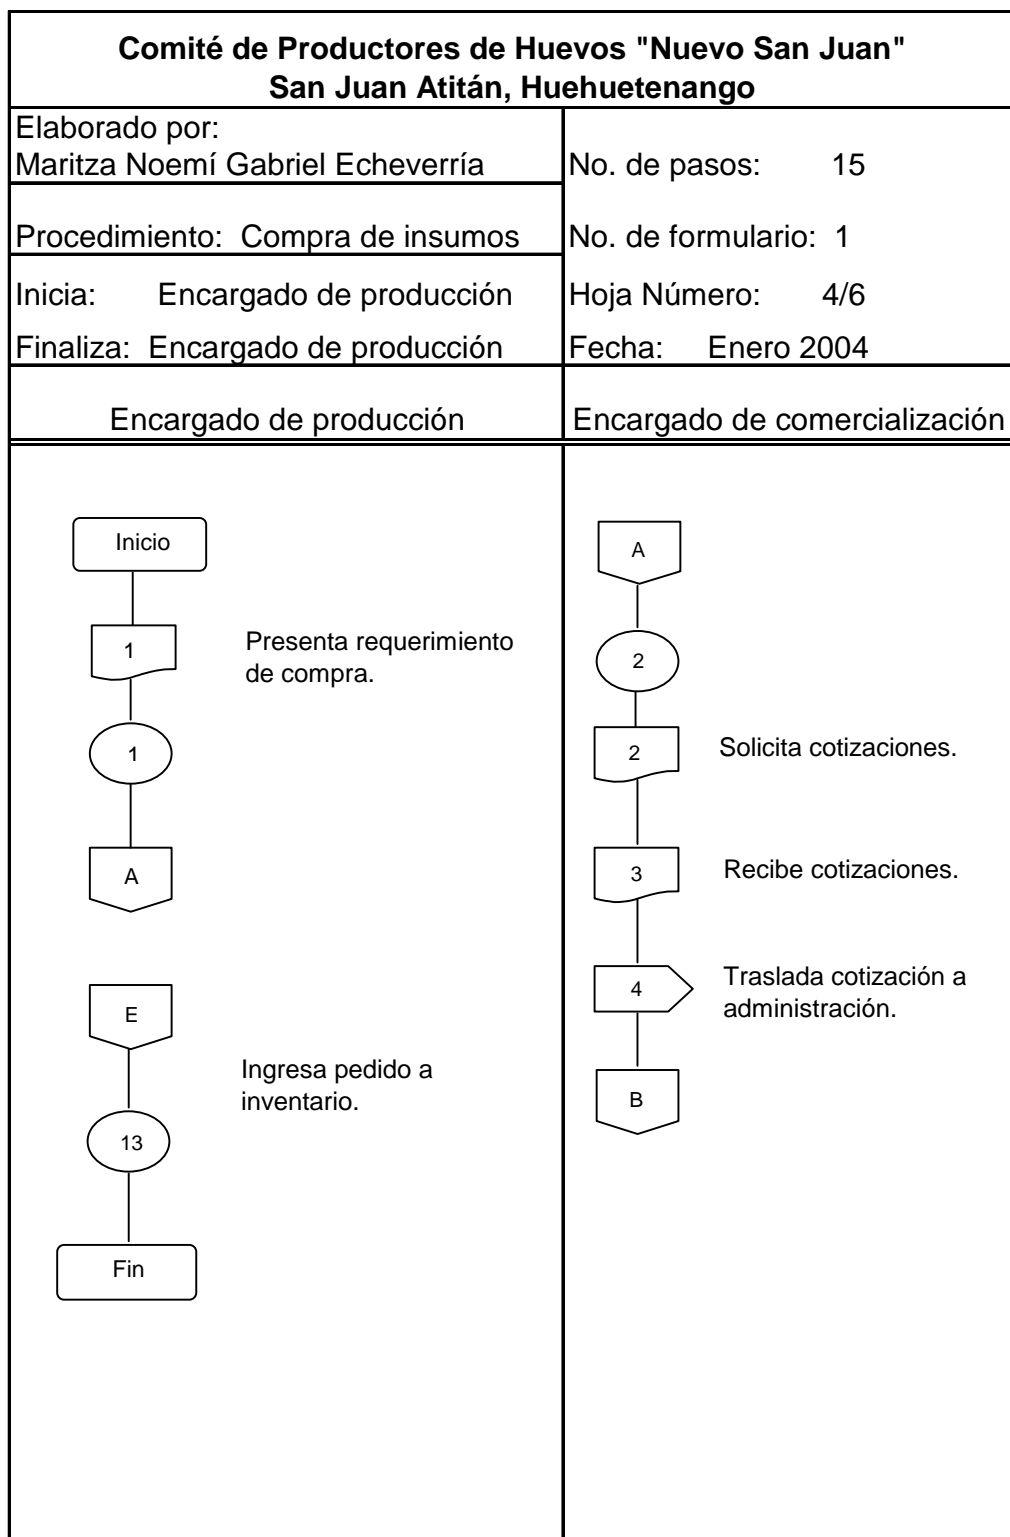 Comité de Productores de Huevos "Nuevo San Juan"
San Juan Atitán, Huehuetenango
Elaborado por:
Maritza Noemí Gabriel Echeverría
No. de pasos: 15
Procedimiento: Compra de insumos
No. de formulario: 1
Inicia: Encargado de producción
Hoja Número: 4/6
Finaliza: Encargado de producción
Fecha: Enero 2004
Encargado de producción
Encargado de comercialización
Inicio
1
Presenta requerimiento
de compra.
1
A
E
Ingresa pedido a
inventario.
13
Fin
A
2
2
Solicita cotizaciones.
3
Recibe cotizaciones.
4
Traslada cotización a
administración.
B